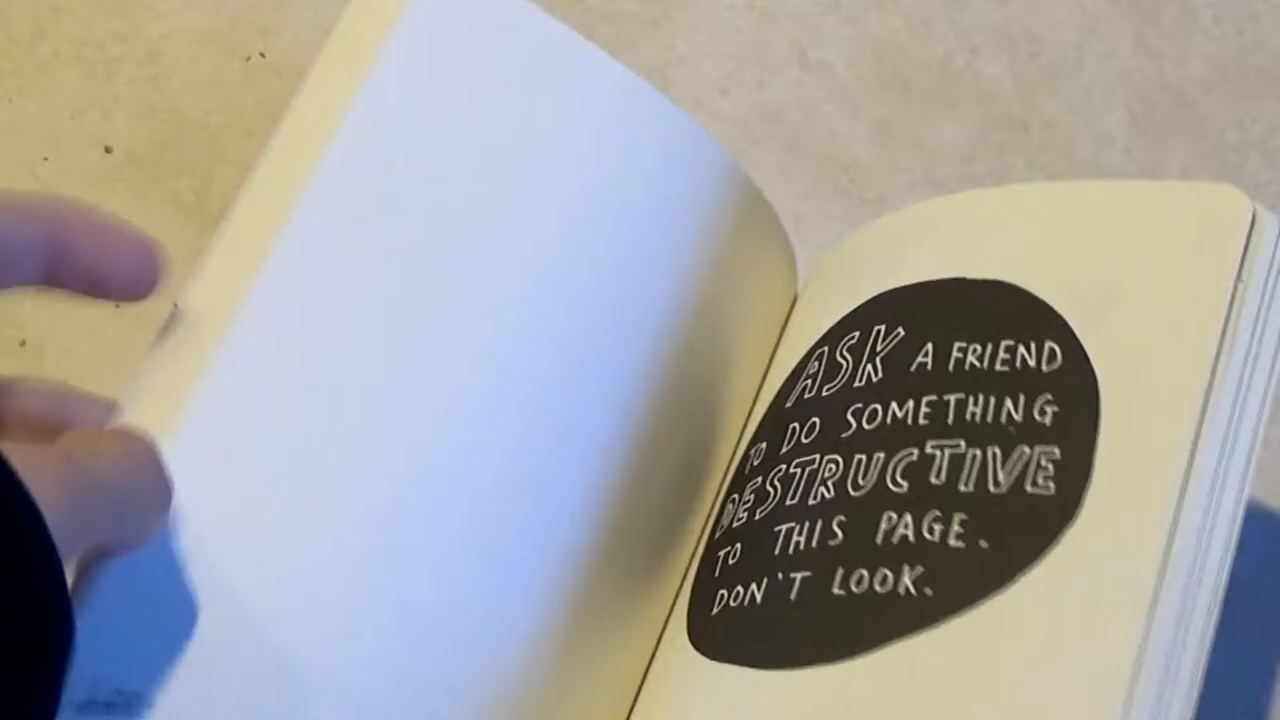 ASK A FRIEND
TO DO SOMETHING
DESTRUCTIVE
TO THIS PAGE.
DON'T LOOK.